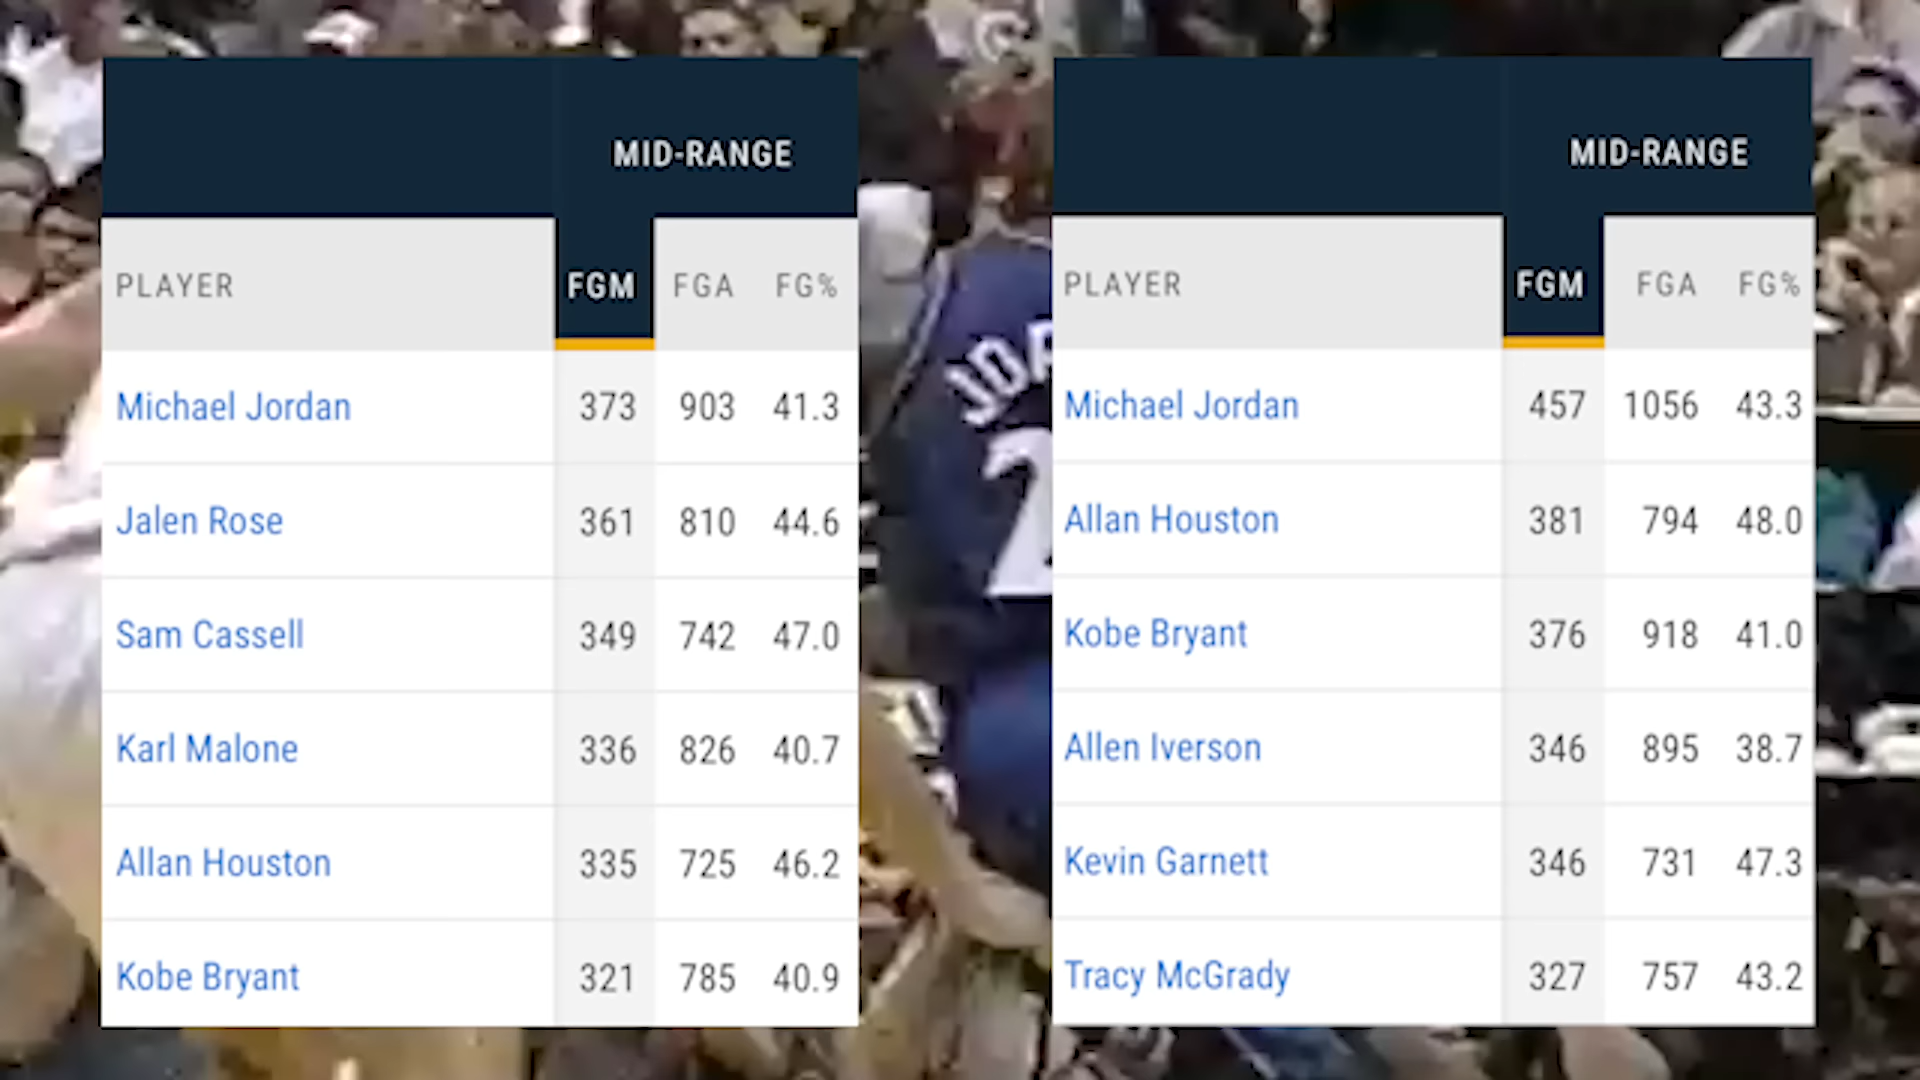 MID-RANGE
PLAYER FGM FGA FG%
Michael Jordan 373 903 41.3
Jalen Rose 361 810 44.6
Sam Cassell 349 742 47.0
Karl Malone 336 826 40.7
Allan Houston 335 725 46.2
Kobe Bryant 321 785 40.9
MID-RANGE
PLAYER FGM FGA FG%
Michael Jordan 457 1056 43.3
Allan Houston 381 794 48.0
Kobe Bryant 376 918 41.0
Allen Iverson 346 895 38.7
Kevin Garnett 346 731 47.3
Tracy McGrady 327 757 43.2